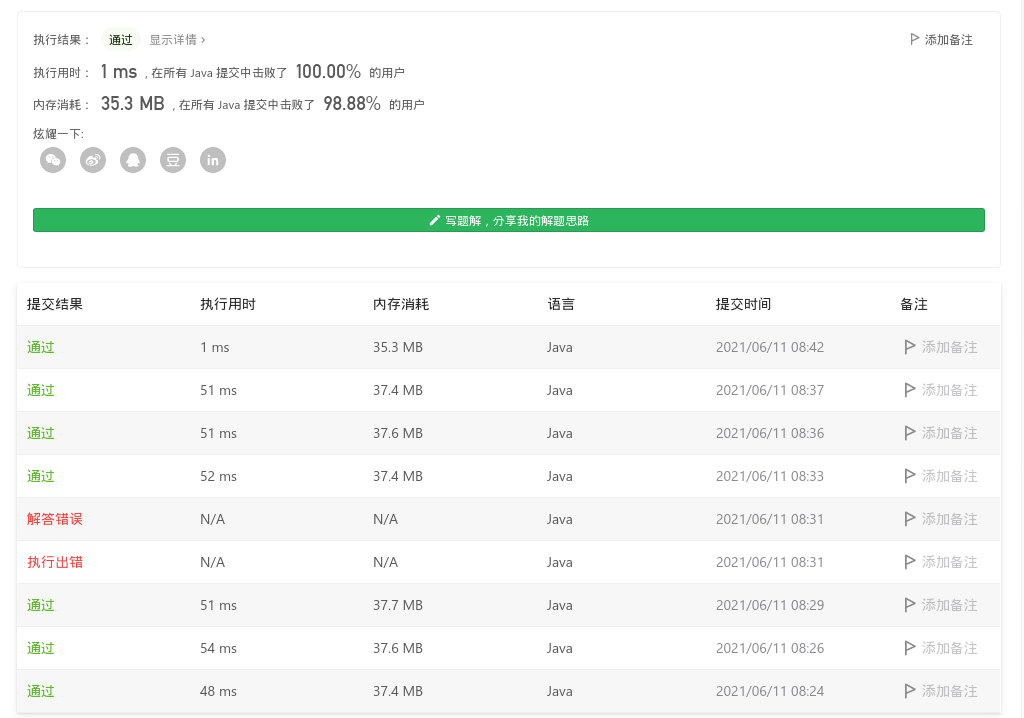 执行结果： 通过 显示详情 › 添加备注
执行用时： 1 ms , 在所有 Java 提交中击败了 100.00% 的用户
内存消耗： 35.3 MB , 在所有 Java 提交中击败了 98.88% 的用户
炫耀一下:
豆 in
写题解，分享我的解题思路
提交结果 执行用时 内存消耗 语言 提交时间 备注
通过 1 ms 35.3 MB Java 2021/06/11 08:42 添加备注
通过 51 ms 37.4 MB Java 2021/06/11 08:37 添加备注
通过 51 ms 37.6 MB Java 2021/06/11 08:36 添加备注
通过 52 ms 37.4 MB Java 2021/06/11 08:33 添加备注
解答错误 N/A N/A Java 2021/06/11 08:31 添加备注
执行出错 N/A N/A Java 2021/06/11 08:31 添加备注
通过 51 ms 37.7 MB Java 2021/06/11 08:29 添加备注
通过 54 ms 37.6 MB Java 2021/06/11 08:26 添加备注
通过 48 ms 37.4 MB Java 2021/06/11 08:24 添加备注